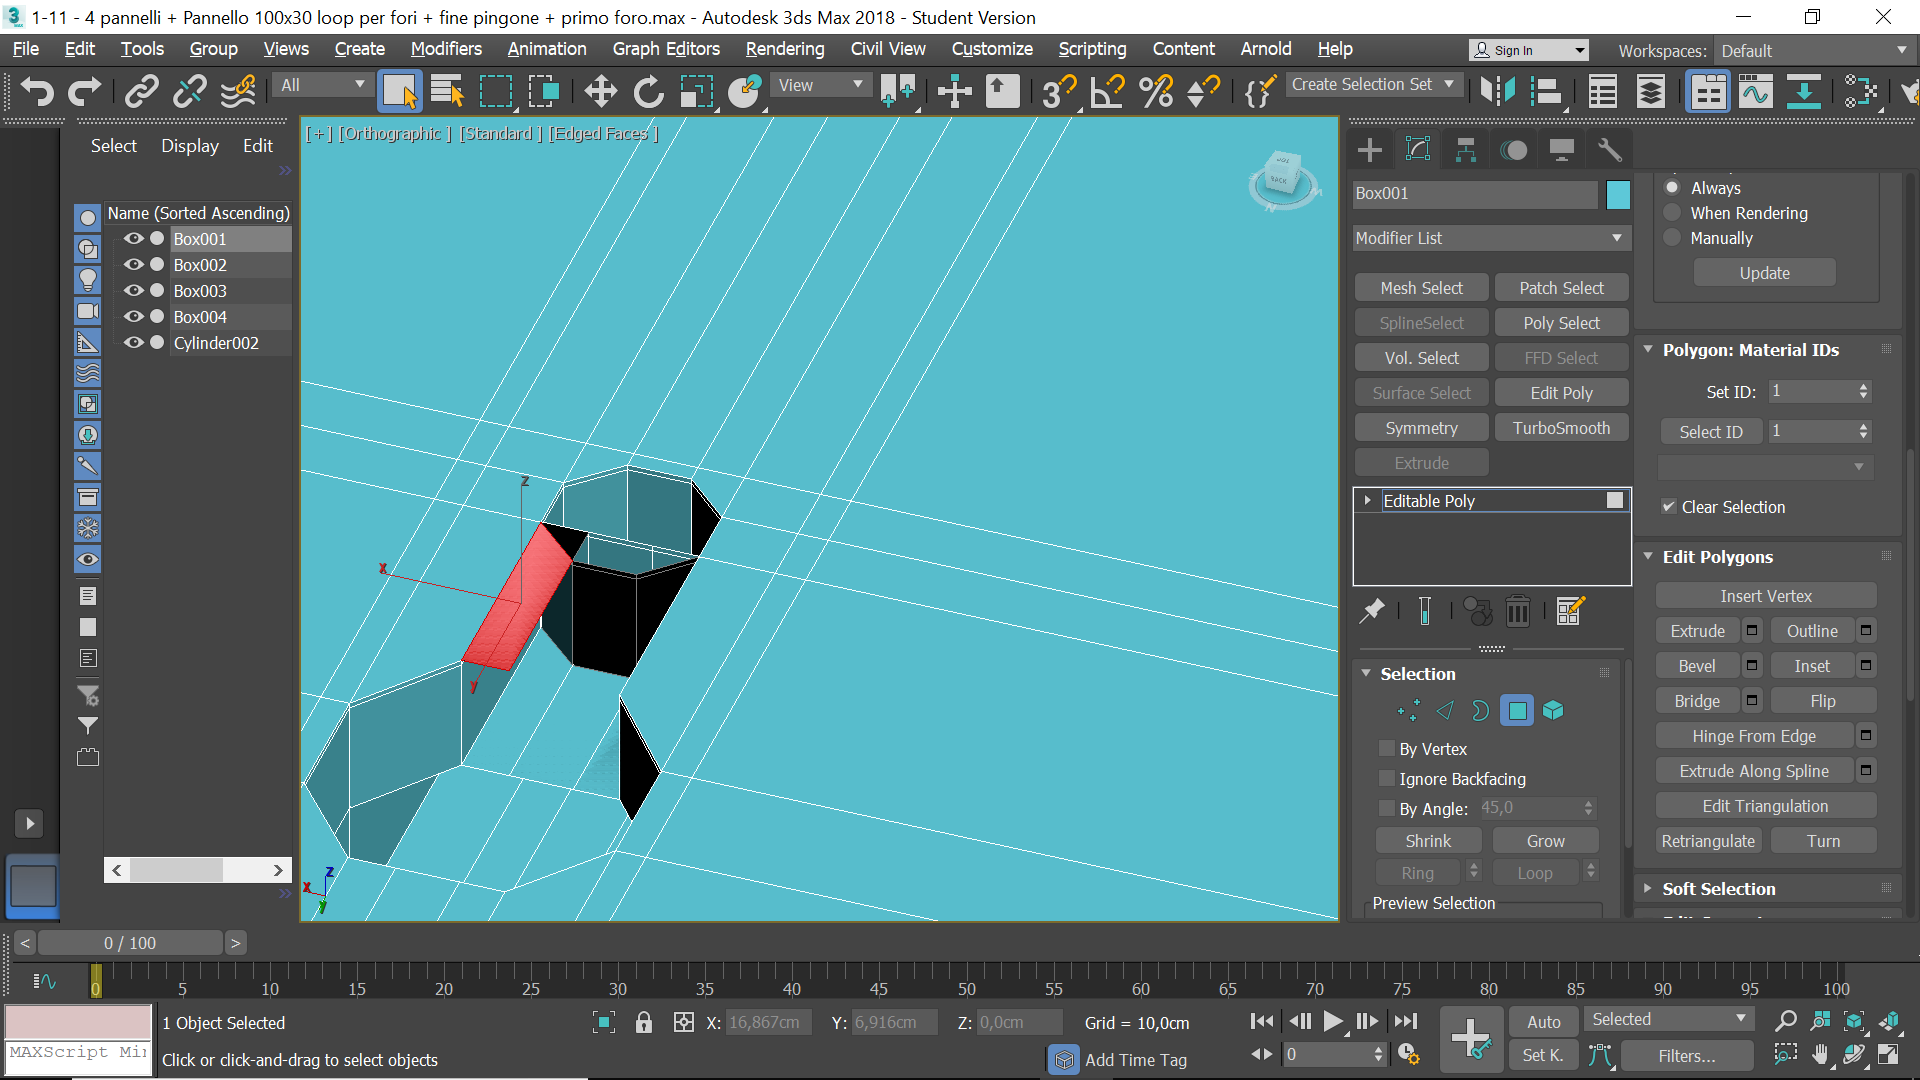 1-11 - 4 pannelli + Pannello 100x30 loop per fori + fine pingone + primo foro.max - Autodesk 3ds Max 2018 - Student Version
File Edit Tools Group Views Create Modifiers Animation Graph Editors Rendering Civil View Customize Scripting Content Arnold Help
Sign In
Workspaces: Default
All
View
Create Selection Set
Select Display Edit
Name (Sorted Ascending)
Box001
Box002
Box003
Box004
Cylinder002
[+] [Orthographic ] [Standard ] [Edged Faces ]
BACK
z
x
y
z
x
y
Box001
Modifier List
Mesh Select Patch Select
SplineSelect Poly Select
Vol. Select FFD Select
Surface Select Edit Poly
Symmetry TurboSmooth
Extrude
Editable Poly
Selection
By Vertex
Ignore Backfacing
By Angle: 45,0
Shrink Grow
Ring Loop
Preview Selection
Always
When Rendering
Manually
Update
Polygon: Material IDs
Set ID: 1
Select ID 1
Clear Selection
Edit Polygons
Insert Vertex
Extrude Outline
Bevel Inset
Bridge Flip
Hinge From Edge
Extrude Along Spline
Edit Triangulation
Retriangulate Turn
Soft Selection
< 0 / 100 >
0 5 10 15 20 25 30 35 40 45 50 55 60 65 70 75 80 85 90 95 100
1 Object Selected
X: 16,867cm Y: 6,916cm Z: 0,0cm Grid = 10,0cm
Auto Selected
MAXScript Mi
Click or click-and-drag to select objects
Add Time Tag
0
Set K. Filters...